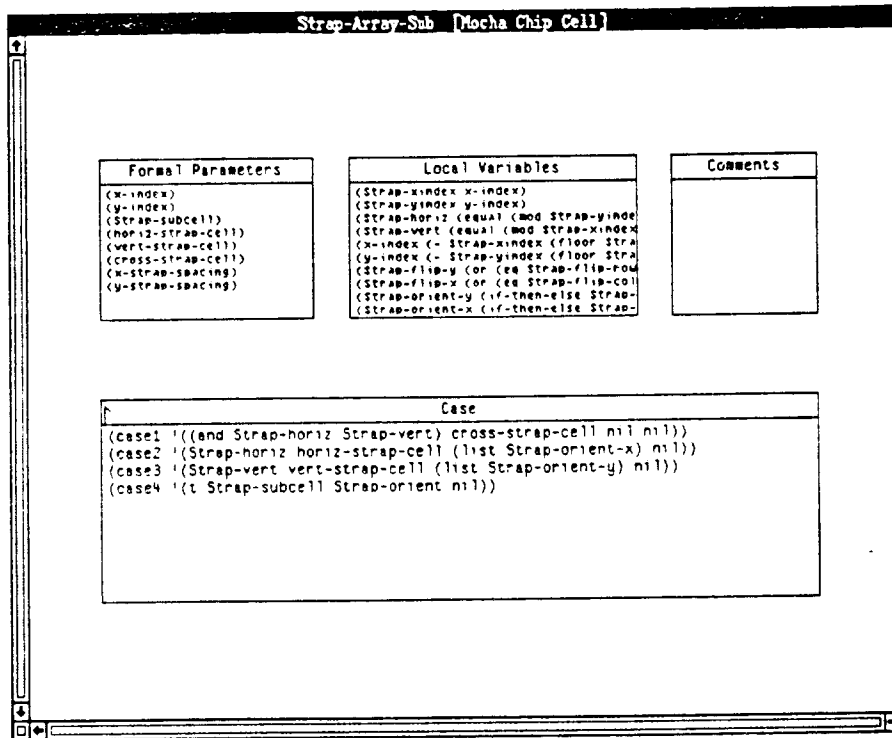 Strap-Array-Sub [Mocha Chip Cell]
Formal Parameters
(x-index)
(y-index)
(Strap-subcell)
(horiz-strap-cell)
(vert-strap-cell)
(cross-strap-cell)
(x-strap-spacing)
(y-strap-spacing)
Local Variables
(Strap-xindex x-index)
(Strap-yindex y-index)
(Strap-horiz (equal (mod Strap-yinde
(Strap-vert (equal (mod Strap-xindex
(x-index (- Strap-xindex (floor Stra
(y-index (- Strap-yindex (floor Stra
(Strap-flip-y (or (eq Strap-flip-row
(Strap-flip-x (or (eq Strap-flip-col
(Strap-orient-y (if-then-else Strap-
(Strap-orient-x (if-then-else Strap-
Comments
Case
(case1 '((and Strap-horiz Strap-vert) cross-strap-cell nil nil))
(case2 '(Strap-horiz horiz-strap-cell (list Strap-orient-x) nil))
(case3 '(Strap-vert vert-strap-cell (list Strap-orient-y) nil))
(case4 '(t Strap-subcell Strap-orient nil))